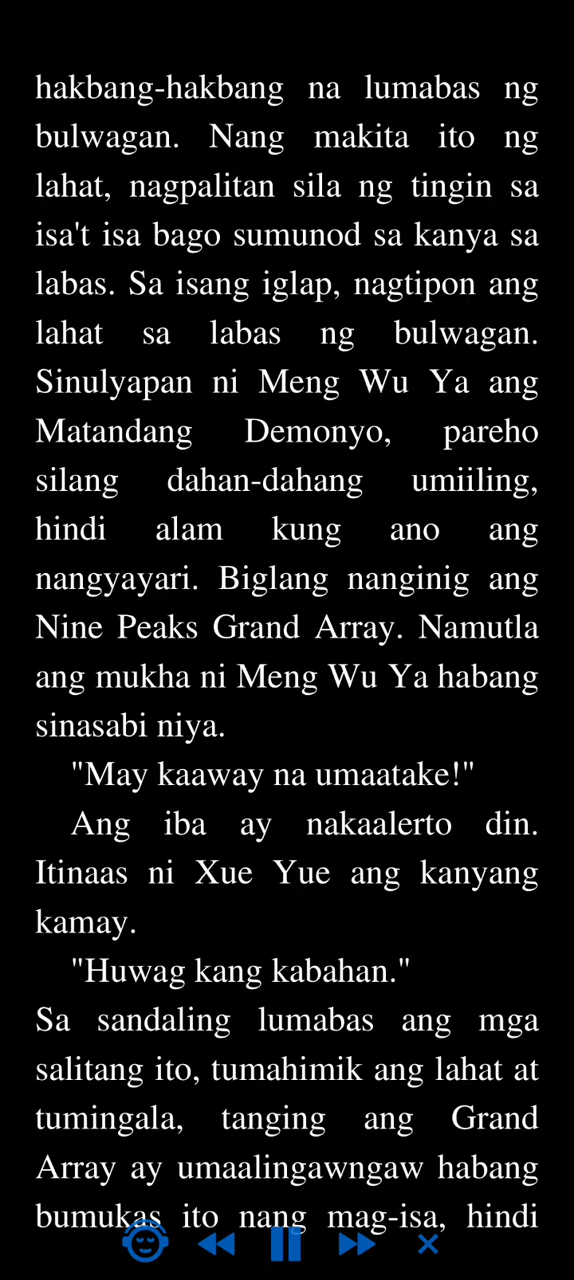 hakbang-hakbang na lumabas ng
bulwagan. Nang makita ito ng
lahat, nagpalitan sila ng tingin sa
isa't isa bago sumunod sa kanya sa
labas. Sa isang iglap, nagtipon ang
lahat sa labas ng bulwagan.
Sinulyapan ni Meng Wu Ya ang
Matandang Demonyo, pareho
silang dahan-dahang umiiling,
hindi alam kung ano ang
nangyayari. Biglang nanginig ang
Nine Peaks Grand Array. Namutla
ang mukha ni Meng Wu Ya habang
sinasabi niya.
"May kaaway na umaatake!"
Ang iba ay nakaalerto din.
Itinaas ni Xue Yue ang kanyang
kamay.
"Huwag kang kabahan."
Sa sandaling lumabas ang mga
salitang ito, tumahimik ang lahat at
tumingala, tanging ang Grand
Array ay umaalingawngaw habang
bumukas ito nang mag-isa, hindi